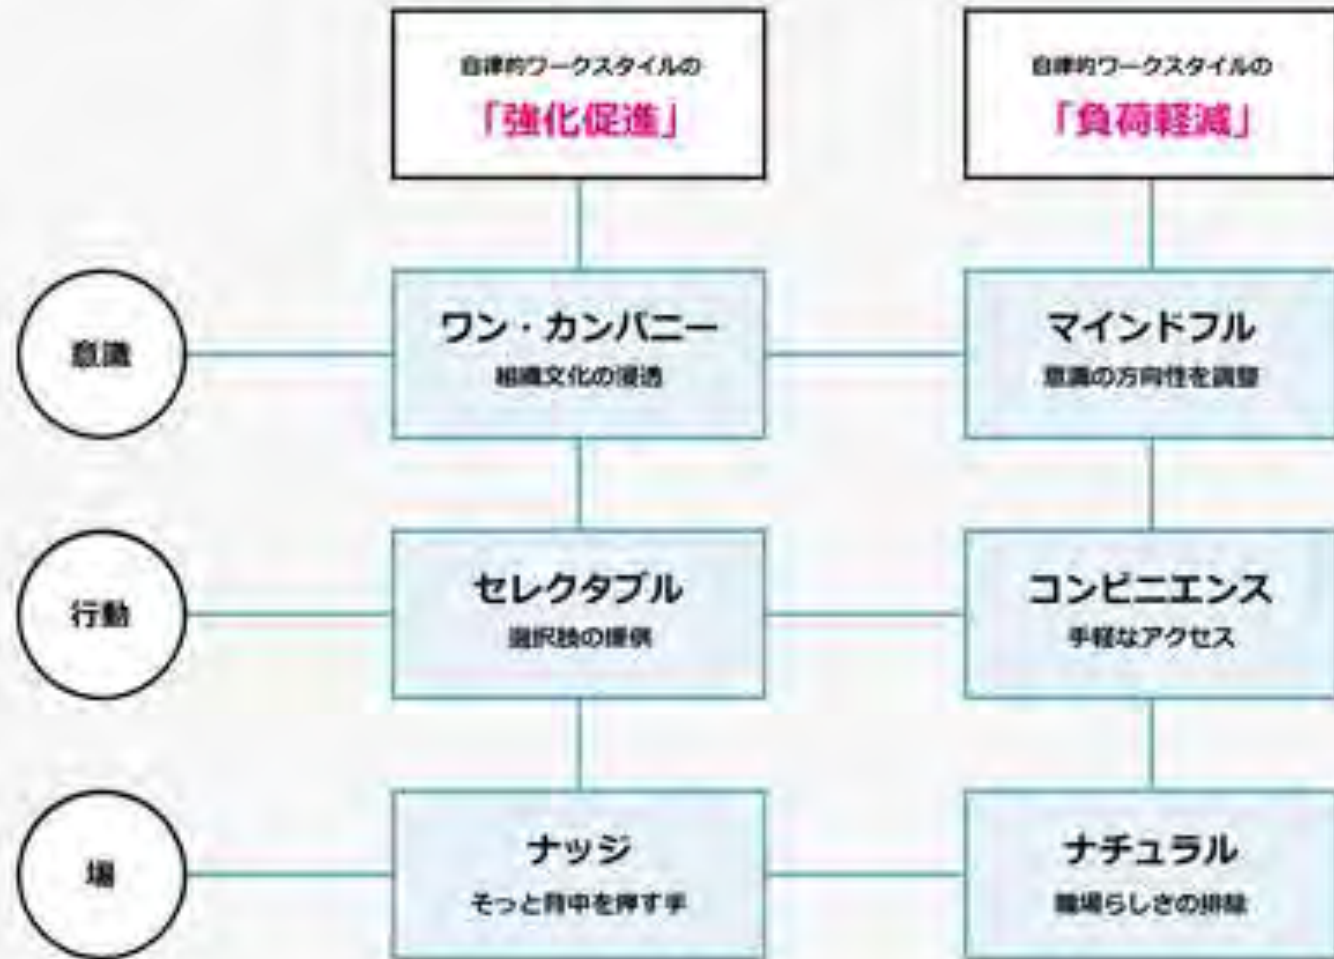 自律的ワークスタイルの
「強化促進」
自律的ワークスタイルの
「負荷軽減」
意識
ワン・カンパニー
組織文化の浸透
マインドフル
意識の方向性を調整
行動
セレクタブル
選択肢の提供
コンビニエンス
手軽なアクセス
場
ナッジ
そっと背中を押す手
ナチュラル
職場らしさの排除